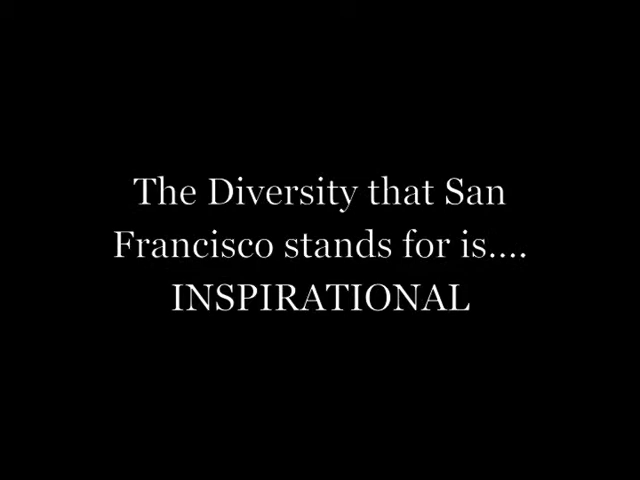 The Diversity that San
Francisco stands for is....
INSPIRATIONAL